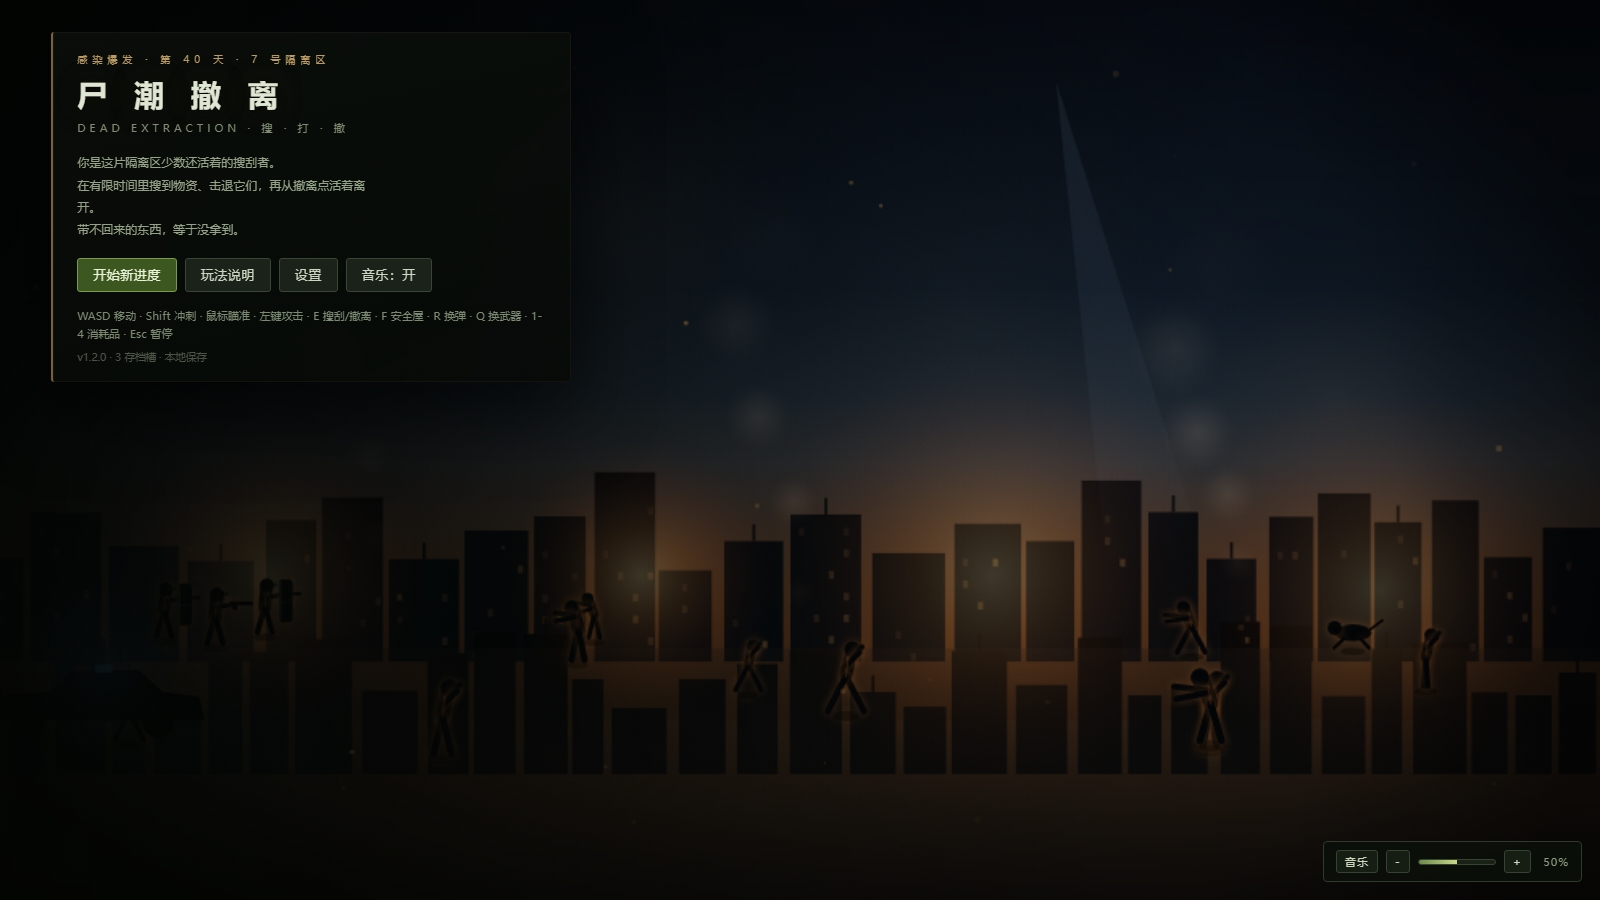 感染爆发 · 第 40 天 · 7 号隔离区
尸潮撤离
DEAD EXTRACTION · 搜 · 打 · 撤
你是这片隔离区少数还活着的搜刮者。
在有限时间里搜到物资、击退它们，再从撤离点活着离
开。
带不回来的东西，等于没拿到。
开始新进度 玩法说明 设置 音乐：开
WASD 移动 · Shift 冲刺 · 鼠标瞄准 · 左键攻击 · E 搜刮/撤离 · F 安全屋 · R 换弹 · Q 换武器 · 1-
4 消耗品 · Esc 暂停
v1.2.0 · 3 存档槽 · 本地保存
音乐 - + 50%